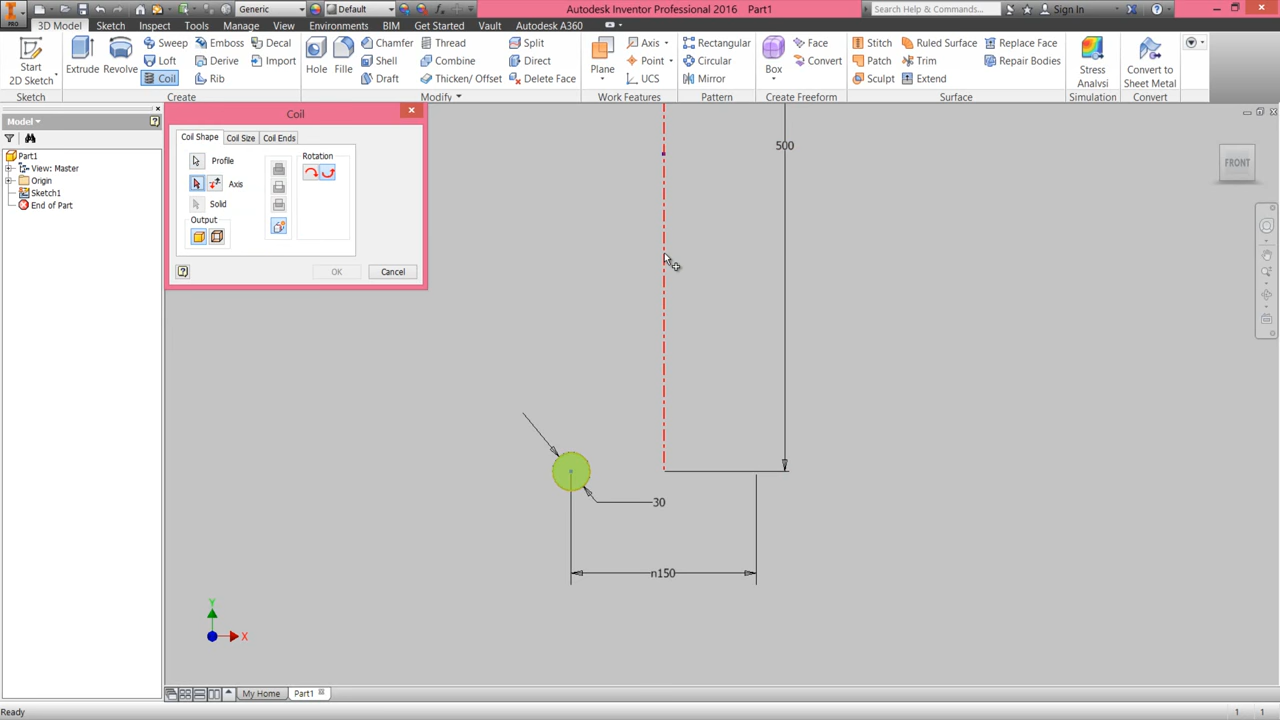 Generic Default Autodesk Inventor Professional 2016 Part1 Search Help & Commands... Sign In
PRO 3D Model Sketch Inspect Tools Manage View Environments BIM Get Started Vault Autodesk A360
Start 2D Sketch Extrude Revolve Sweep Emboss Decal Hole Fille Chamfer Thread Split Plane Axis Rectangular Box Face Stitch Ruled Surface Replace Face Stress Analysi Convert to Sheet Metal
Loft Derive Import Shell Combine Direct Point Circular Convert Patch Trim Repair Bodies
Coil Rib Draft Thicken/ Offset Delete Face UCS Mirror Sculpt Extend
Sketch Create Modify Work Features Pattern Create Freeform Surface Simulation Convert
Model
Part1
View: Master
Origin
Sketch1
End of Part
Coil
Coil Shape Coil Size Coil Ends
Profile Rotation
Axis
Solid
Output
OK Cancel
500
FRONT
30
n150
Y
X
My Home Part1
Ready 1 1